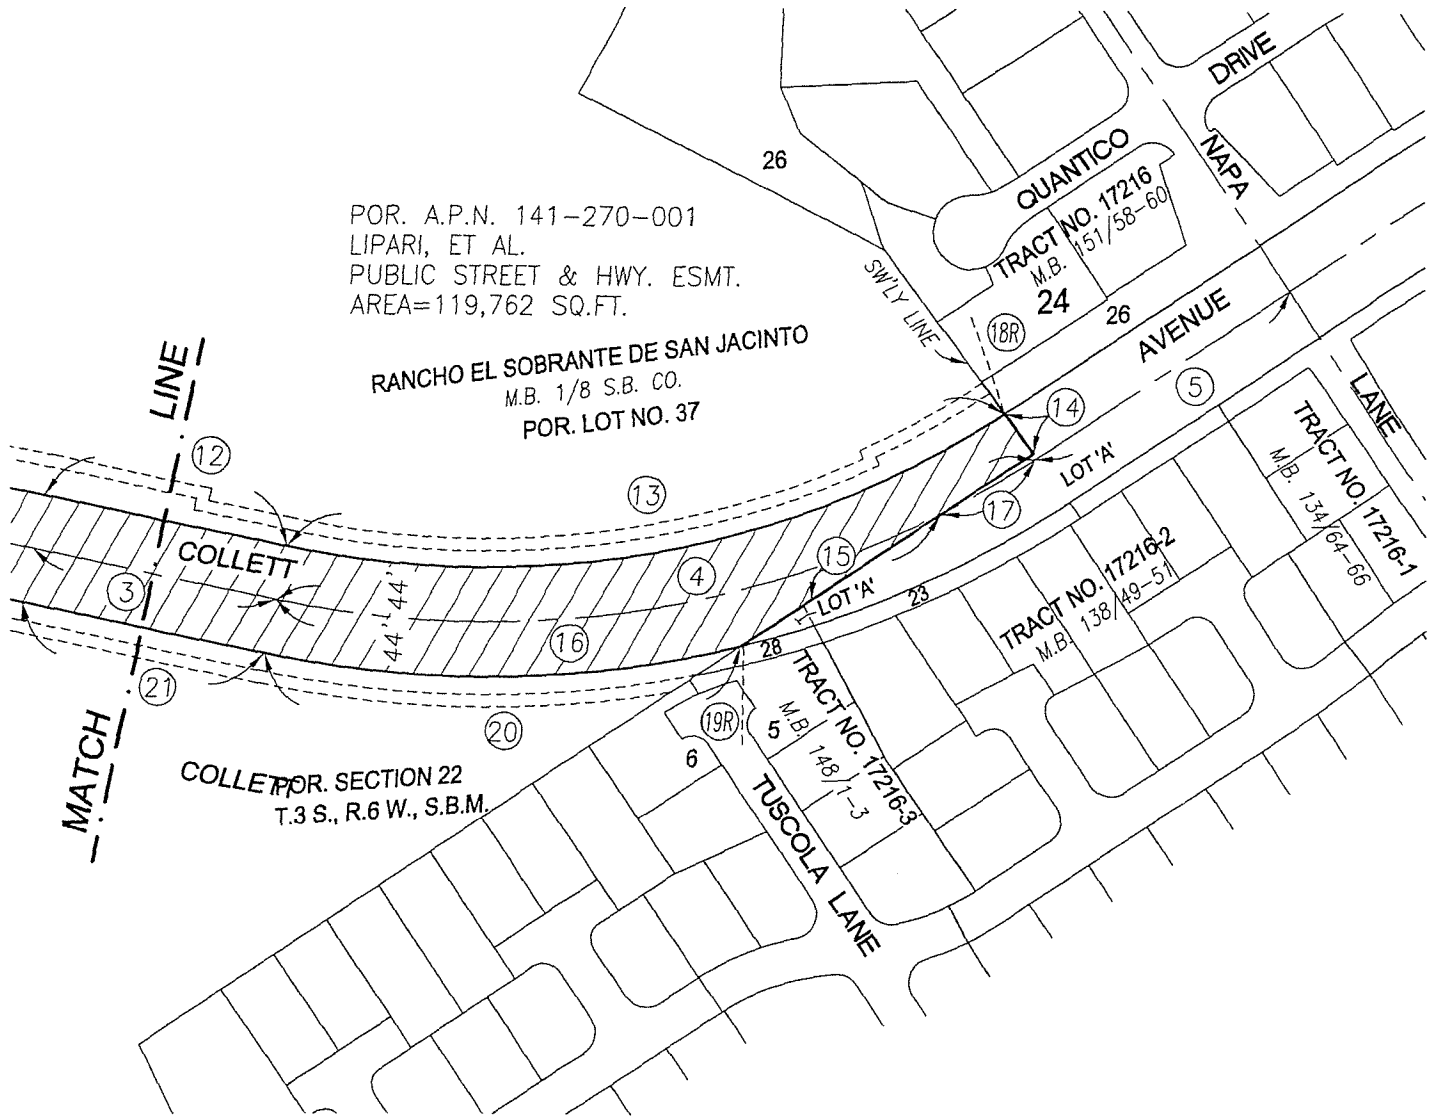 DRIVE
26
QUANTICO
NAPA
POR. A.P.N. 141-270-001
LIPARI, ET AL.
PUBLIC STREET & HWY. ESMT.
AREA=119,762 SQ.FT.
TRACT NO. 17216
M.B. 151/58-60
24
SW'LY LINE
18R
26
AVENUE
RANCHO EL SOBRANTE DE SAN JACINTO
M.B. 1/8 S.B. CO.
POR. LOT NO. 37
LINE
14
5
LANE
12
13
LOT 'A'
TRACT NO. 17216-1
M.B. 134/64-66
17
COLLETT
15
4
3
44'
44'
16
LOT 'A'
23
TRACT NO. 17216-2
M.B. 138/49-51
28
21
20
19R
5
6
TRACT NO. 17216-3
M.B. 148/1-3
MATCH
COLLETT
POR. SECTION 22
T.3 S., R.6 W., S.B.M.
TUSCOLA LANE